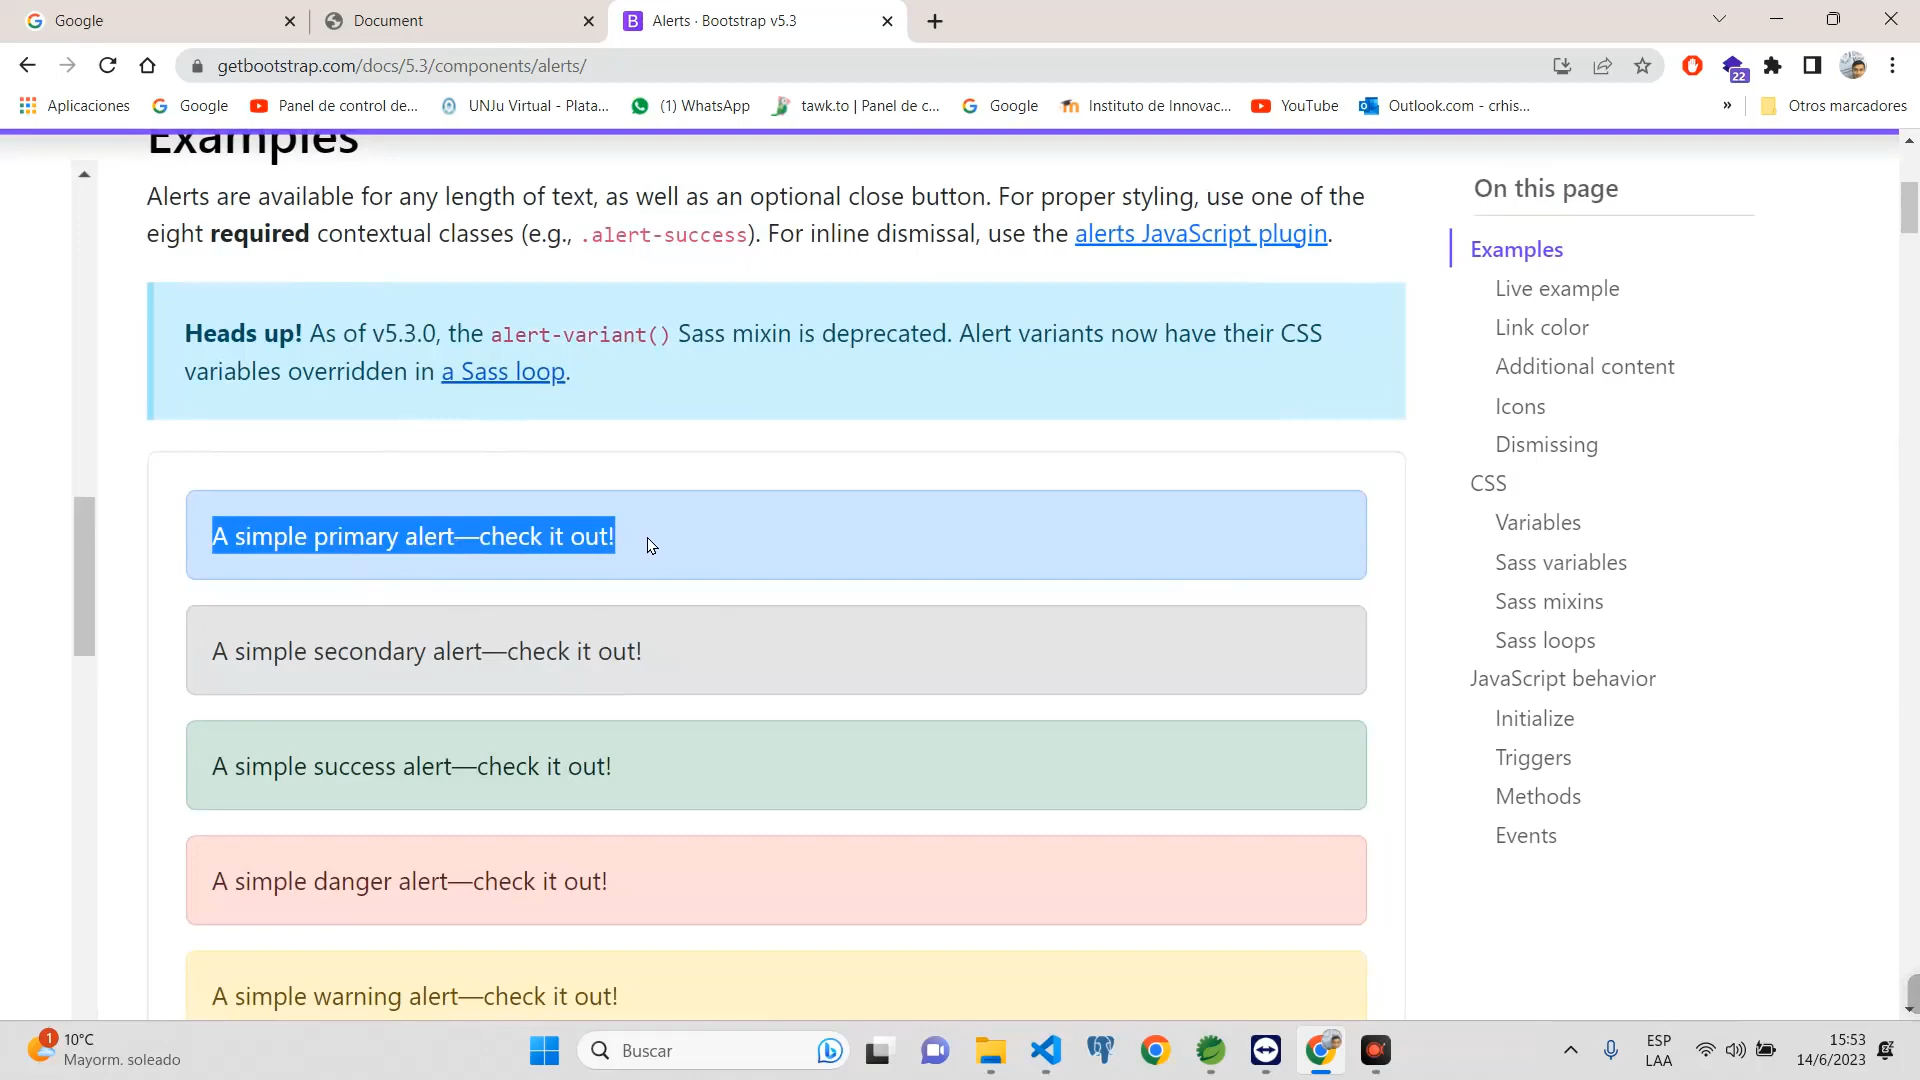 Google
Document
Alerts · Bootstrap v5.3
getbootstrap.com/docs/5.3/components/alerts/
22
Aplicaciones
Google
Panel de control de...
UNJu Virtual - Plata...
(1) WhatsApp
tawk.to | Panel de c...
Google
Instituto de Innovac...
YouTube
Outlook.com - crhis...
»
Otros marcadores
Examples
Alerts are available for any length of text, as well as an optional close button. For proper styling, use one of the
eight required contextual classes (e.g., .alert-success). For inline dismissal, use the alerts JavaScript plugin.
Heads up! As of v5.3.0, the alert-variant() Sass mixin is deprecated. Alert variants now have their CSS
variables overridden in a Sass loop.
A simple primary alert—check it out!
A simple secondary alert—check it out!
A simple success alert—check it out!
A simple danger alert—check it out!
A simple warning alert—check it out!
On this page
Examples
Live example
Link color
Additional content
Icons
Dismissing
CSS
Variables
Sass variables
Sass mixins
Sass loops
JavaScript behavior
Initialize
Triggers
Methods
Events
1
10°C
Mayorm. soleado
Buscar
ESP
LAA
15:53
14/6/2023